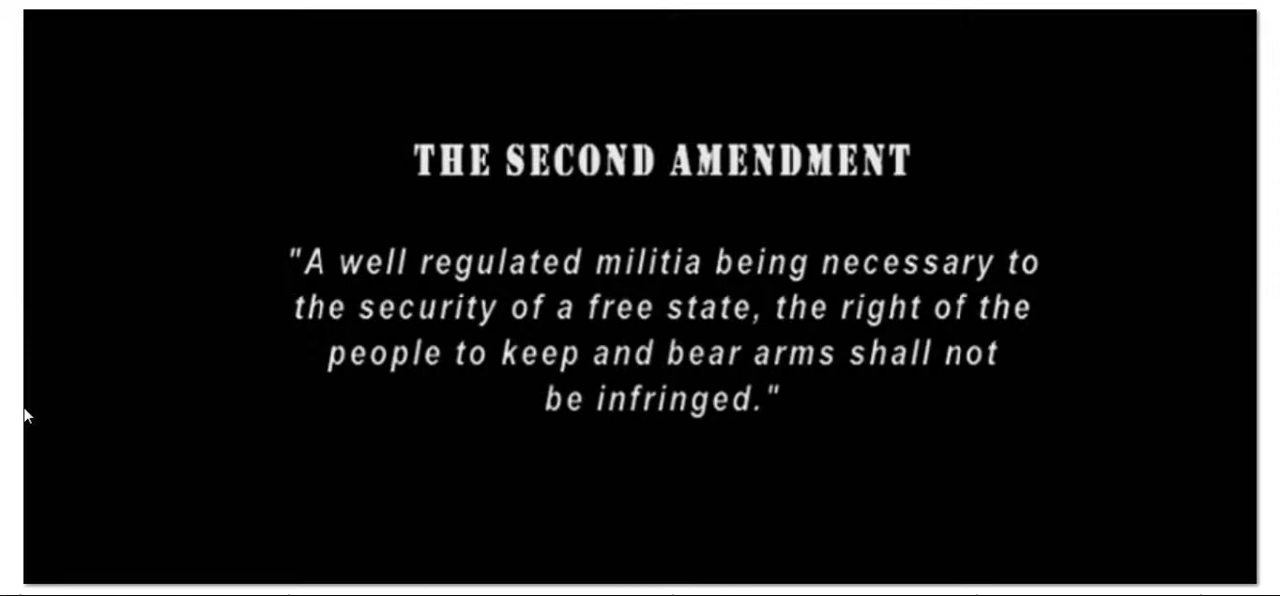 THE SECOND AMENDMENT
"A well regulated militia being necessary to
the security of a free state, the right of the
people to keep and bear arms shall not
be infringed."